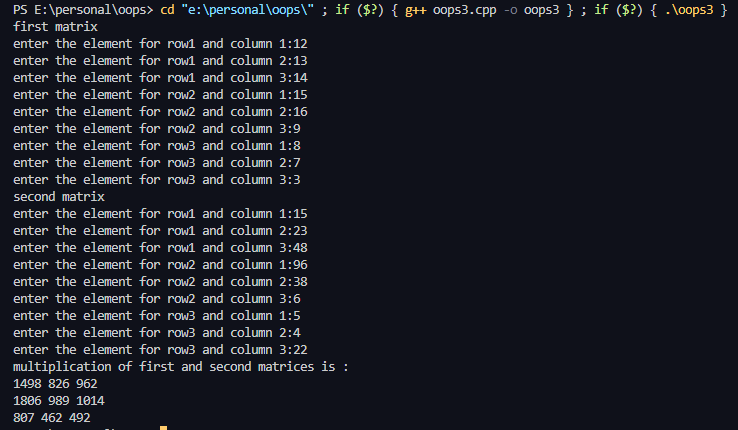 PS E:\personal\oops> cd "e:\personal\oops\" ; if ($?) { g++ oops3.cpp -o oops3 } ; if ($?) { .\oops3 }
first matrix
enter the element for row1 and column 1:12
enter the element for row1 and column 2:13
enter the element for row1 and column 3:14
enter the element for row2 and column 1:15
enter the element for row2 and column 2:16
enter the element for row2 and column 3:9
enter the element for row3 and column 1:8
enter the element for row3 and column 2:7
enter the element for row3 and column 3:3
second matrix
enter the element for row1 and column 1:15
enter the element for row1 and column 2:23
enter the element for row1 and column 3:48
enter the element for row2 and column 1:96
enter the element for row2 and column 2:38
enter the element for row2 and column 3:6
enter the element for row3 and column 1:5
enter the element for row3 and column 2:4
enter the element for row3 and column 3:22
multiplication of first and second matrices is :
1498 826 962
1806 989 1014
807 462 492